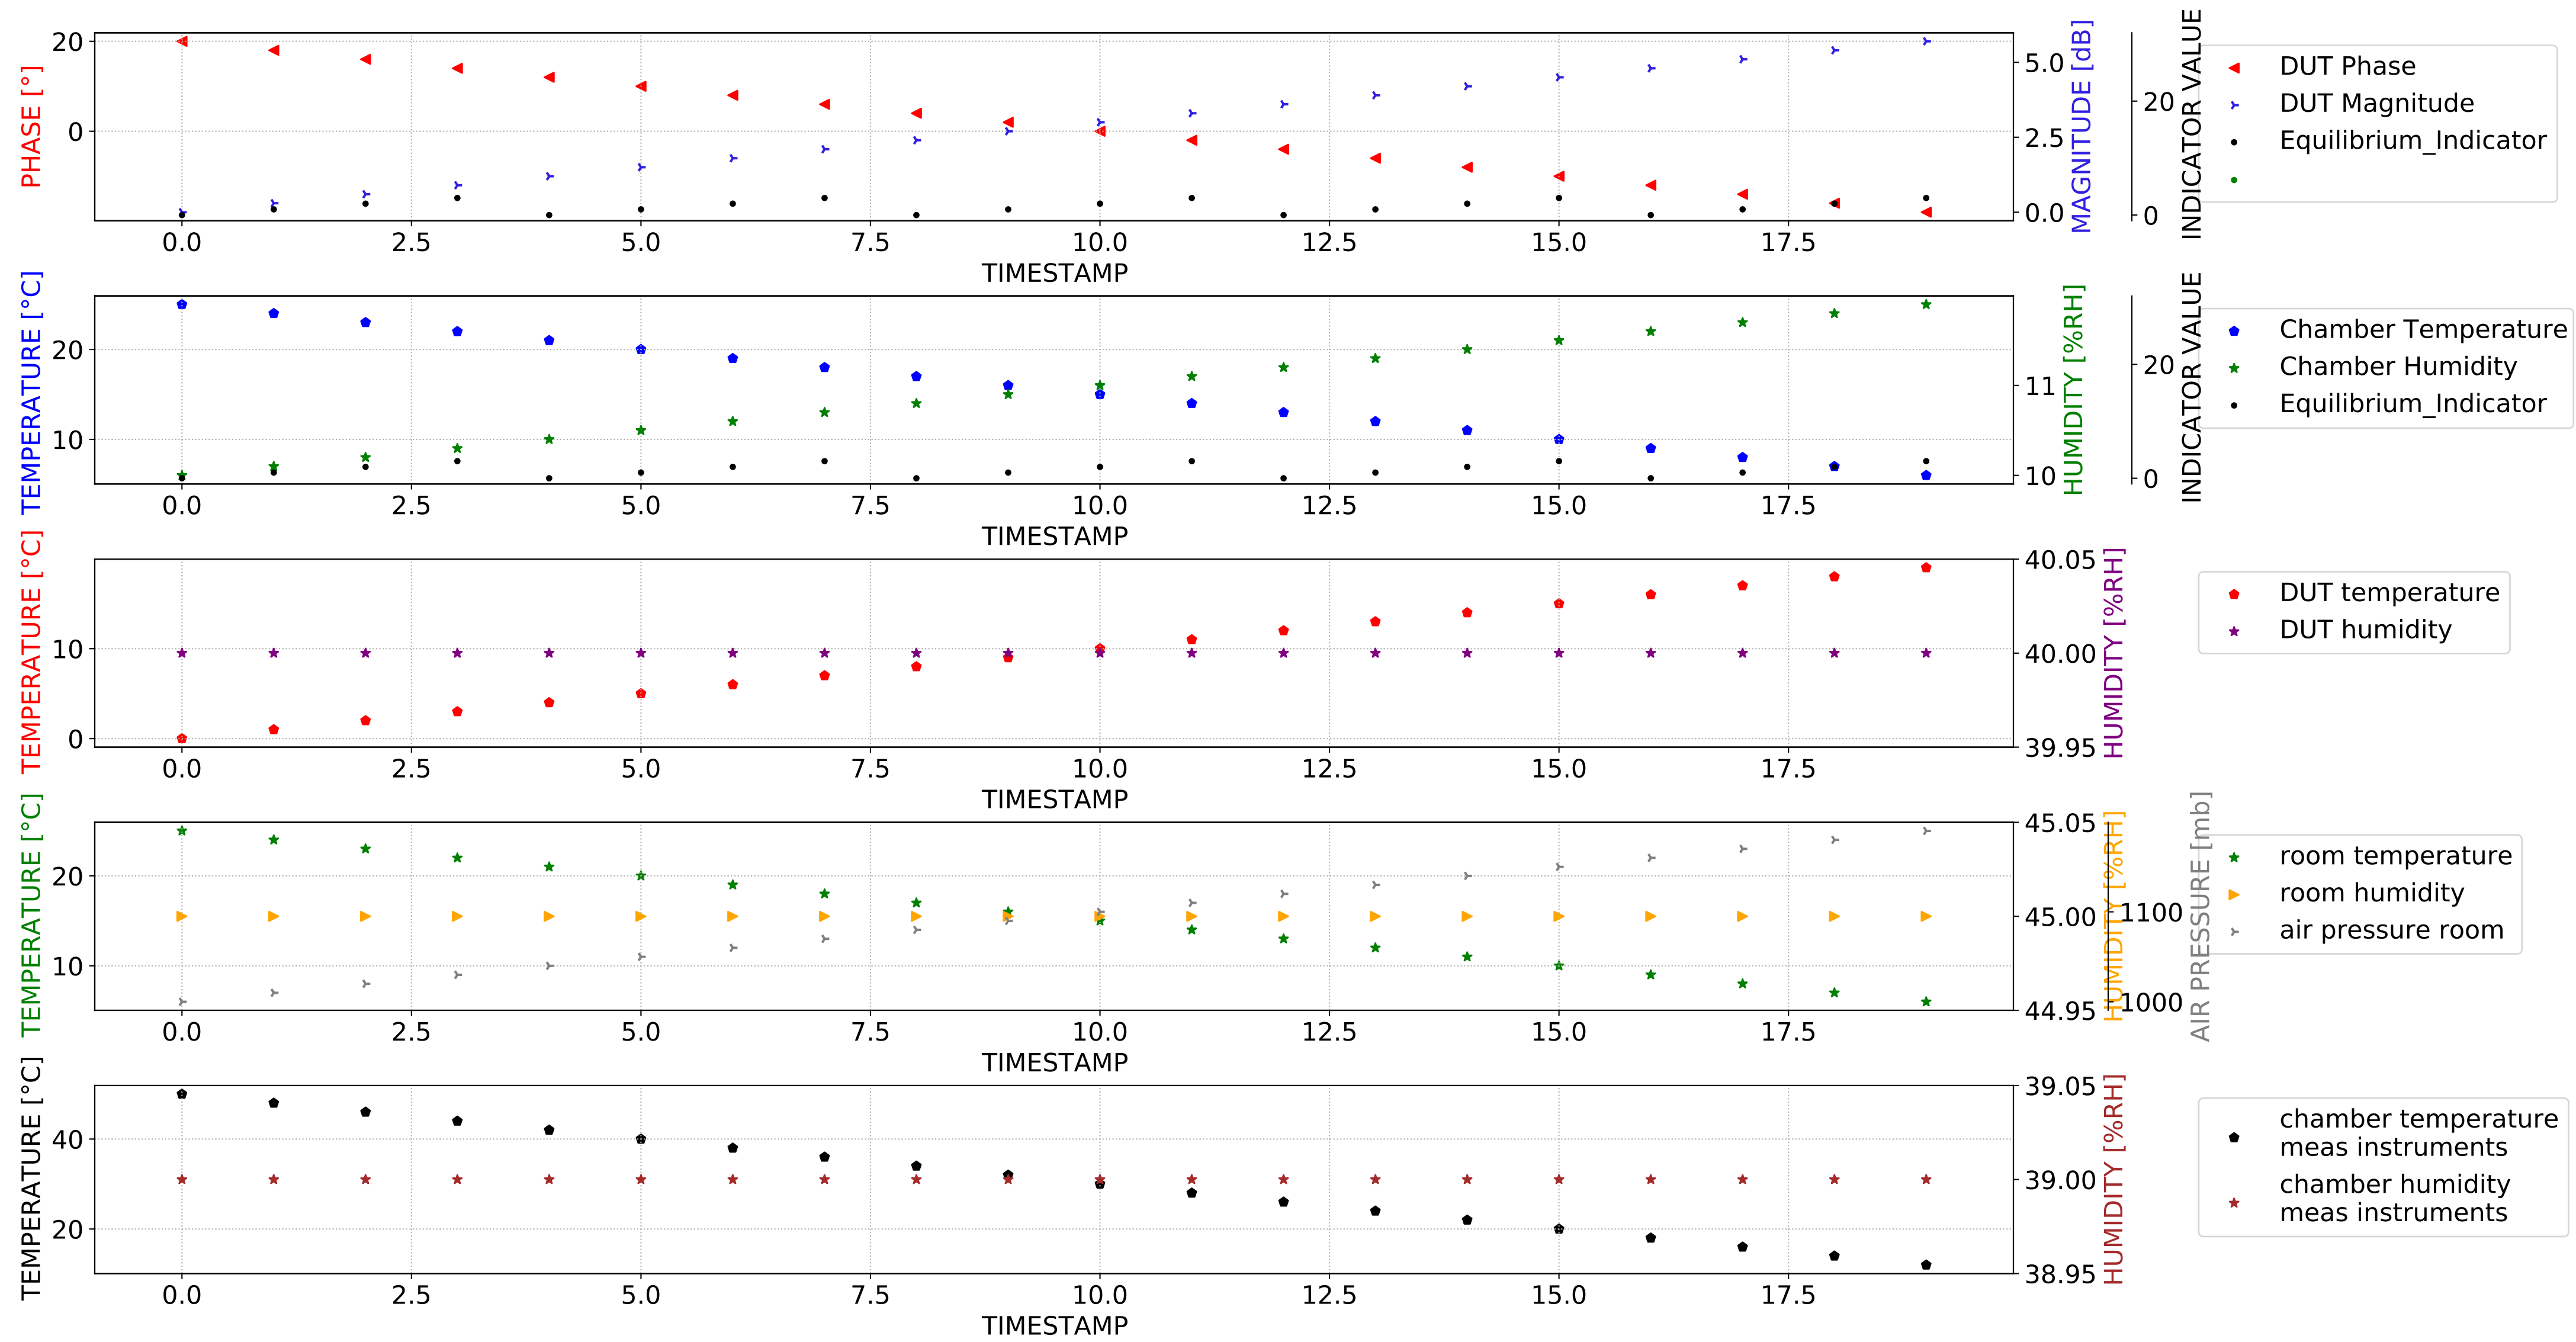 PHASE [°]
20
0
0.0 2.5 5.0 7.5 10.0 12.5 15.0 17.5
TIMESTAMP
5.0
2.5
0.0
MAGNITUDE [dB]
20
0
INDICATOR VALUE
DUT Phase
DUT Magnitude
Equilibrium_Indicator
TEMPERATURE [°C]
20
10
0.0 2.5 5.0 7.5 10.0 12.5 15.0 17.5
TIMESTAMP
11
10
HUMIDITY [%RH]
20
0
INDICATOR VALUE
Chamber Temperature
Chamber Humidity
Equilibrium_Indicator
TEMPERATURE [°C]
10
0
0.0 2.5 5.0 7.5 10.0 12.5 15.0 17.5
TIMESTAMP
40.05
40.00
39.95
HUMIDITY [%RH]
DUT temperature
DUT humidity
TEMPERATURE [°C]
20
10
0.0 2.5 5.0 7.5 10.0 12.5 15.0 17.5
TIMESTAMP
45.05
45.00
44.95
HUMIDITY [%RH]
1100
1000
AIR PRESSURE [mb]
room temperature
room humidity
air pressure room
TEMPERATURE [°C]
40
20
0.0 2.5 5.0 7.5 10.0 12.5 15.0 17.5
TIMESTAMP
39.05
39.00
38.95
HUMIDITY [%RH]
chamber temperature
meas instruments
chamber humidity
meas instruments